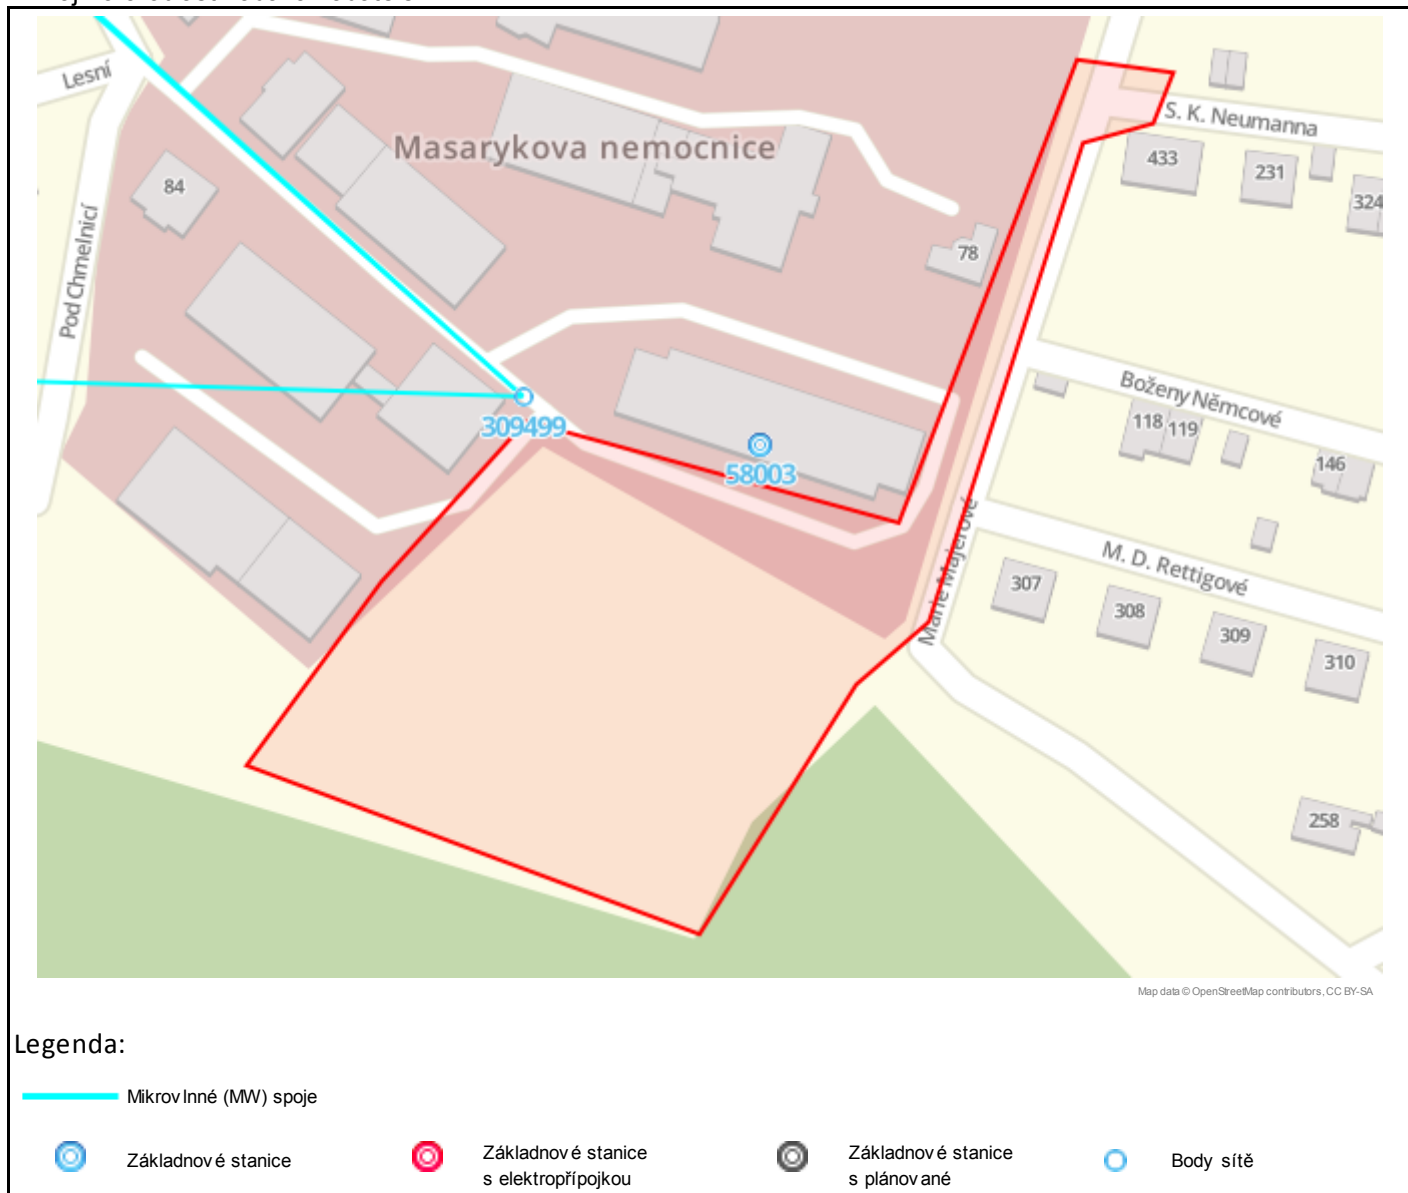 Lesní
Masarykova nemocnice
S. K. Neumanna
433
231
324
84
78
Pod Chmelnicí
Boženy Němcové
118
119
146
309499
58003
Marie Majerové
M. D. Rettigové
307
308
309
310
258
Map data © OpenStreetMap contributors, CC BY-SA
Legenda:
Mikrovlnné (MW) spoje
Základnové stanice
Základnové stanice
s elektropřípojkou
Základnové stanice
s plánované
Body sítě